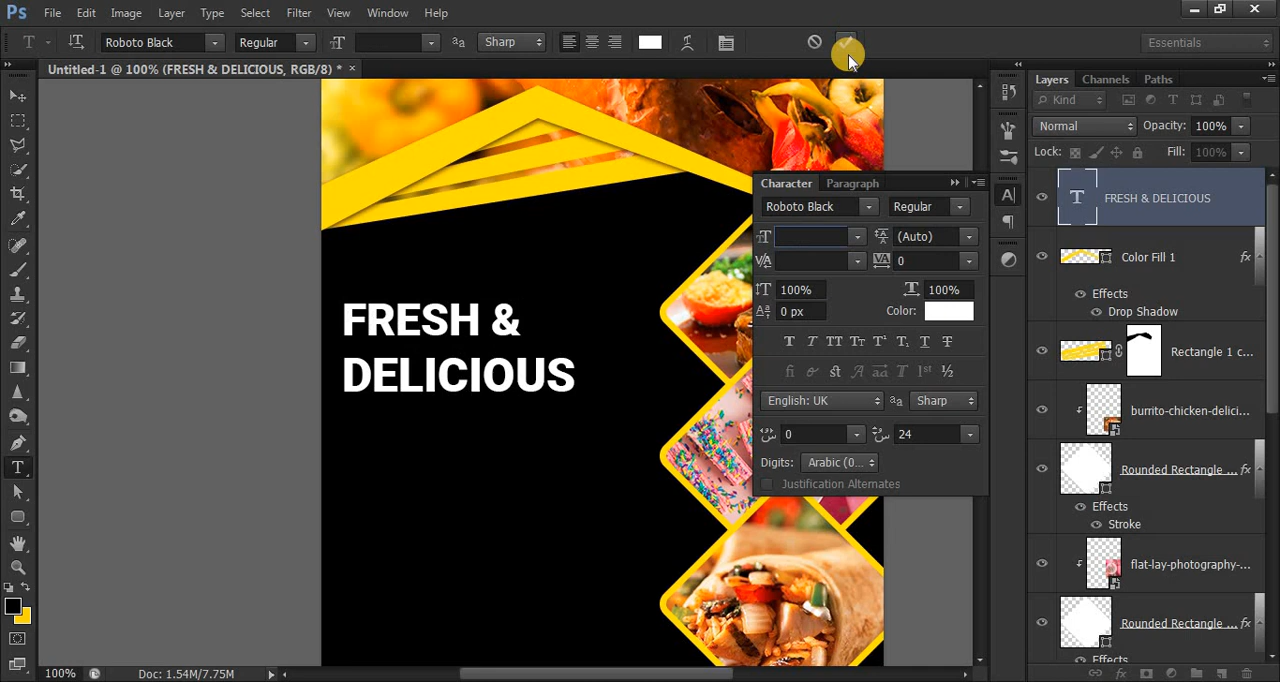 Ps File Edit Image Layer Type Select Filter View Window Help
T Roboto Black Regular Sharp Essentials
Untitled-1 @ 100% (FRESH & DELICIOUS, RGB/8) * ×
FRESH &
DELICIOUS
Character Paragraph
Roboto Black Regular
(Auto)
0
100% 100%
0 px Color:
English: UK Sharp
0 24
Digits: Arabic (0...
Justification Alternates
Layers Channels Paths
Kind
Normal Opacity: 100%
Lock: Fill: 100%
FRESH & DELICIOUS
Color Fill 1 fx
Effects
Drop Shadow
Rectangle 1 c...
burrito-chicken-delici...
Rounded Rectangle ... fx
Effects
Stroke
flat-lay-photography-...
Rounded Rectangle ... fx
Effects
100% Doc: 1.54M/7.75M